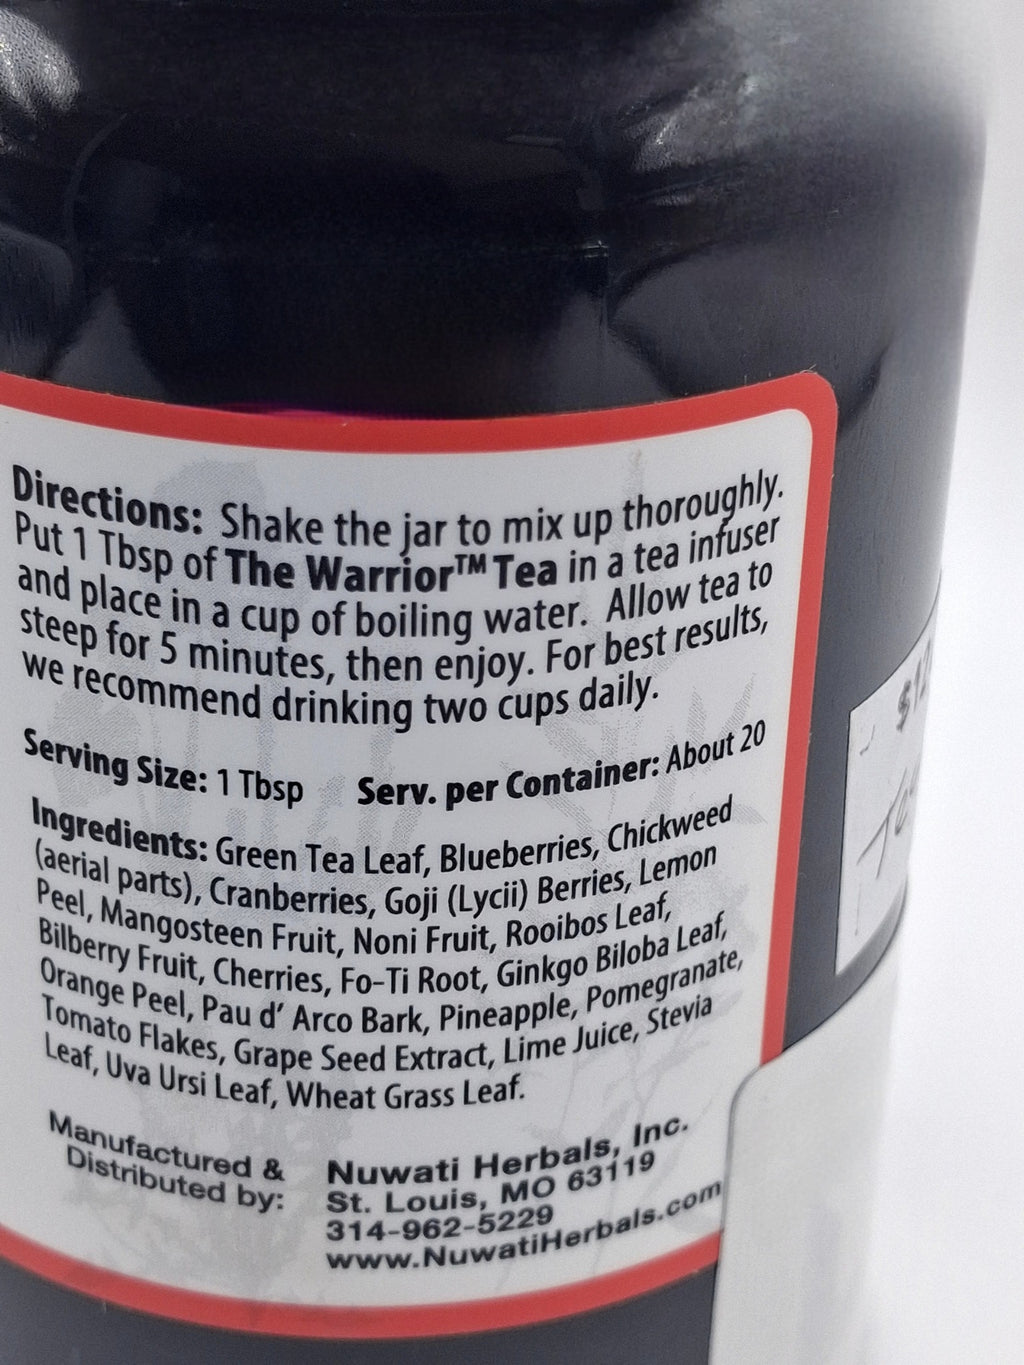 Directions: Shake the jar to mix up thoroughly.
Put 1 Tbsp of The Warrior™ Tea in a tea infuser
and place in a cup of boiling water. Allow tea to
steep for 5 minutes, then enjoy. For best results,
we recommend drinking two cups daily.
Serving Size: 1 Tbsp Serv. per Container: About 20
Ingredients: Green Tea Leaf, Blueberries, Chickweed
(aerial parts), Cranberries, Goji (Lycii) Berries, Lemon
Peel, Mangosteen Fruit, Noni Fruit, Rooibos Leaf,
Bilberry Fruit, Cherries, Fo-Ti Root, Ginkgo Biloba Leaf,
Orange Peel, Pau d' Arco Bark, Pineapple, Pomegranate,
Tomato Flakes, Grape Seed Extract, Lime Juice, Stevia
Leaf, Uva Ursi Leaf, Wheat Grass Leaf.
Manufactured &
Distributed by:
Nuwati Herbals, Inc.
St. Louis, MO 63119
314-962-5229
www.NuwatiHerbals.com